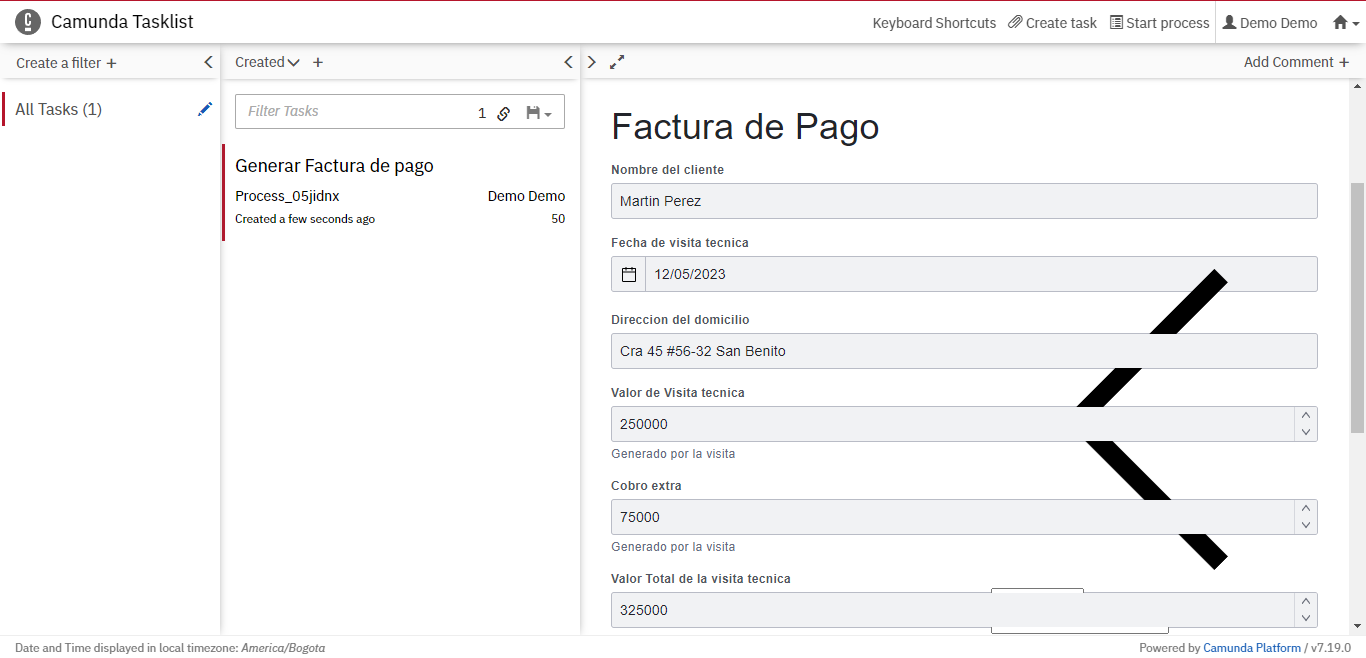 Camunda Tasklist
Keyboard Shortcuts Create task Start process Demo Demo
Create a filter +
Created +
Add Comment +
All Tasks (1)
Filter Tasks 1
Generar Factura de pago
Process_05jidnx Demo Demo
Created a few seconds ago 50
Factura de Pago
Nombre del cliente
Martin Perez
Fecha de visita tecnica
12/05/2023
Direccion del domicilio
Cra 45 #56-32 San Benito
Valor de Visita tecnica
250000
Generado por la visita
Cobro extra
75000
Generado por la visita
Valor Total de la visita tecnica
325000
Date and Time displayed in local timezone: America/Bogota
Powered by Camunda Platform / v7.19.0